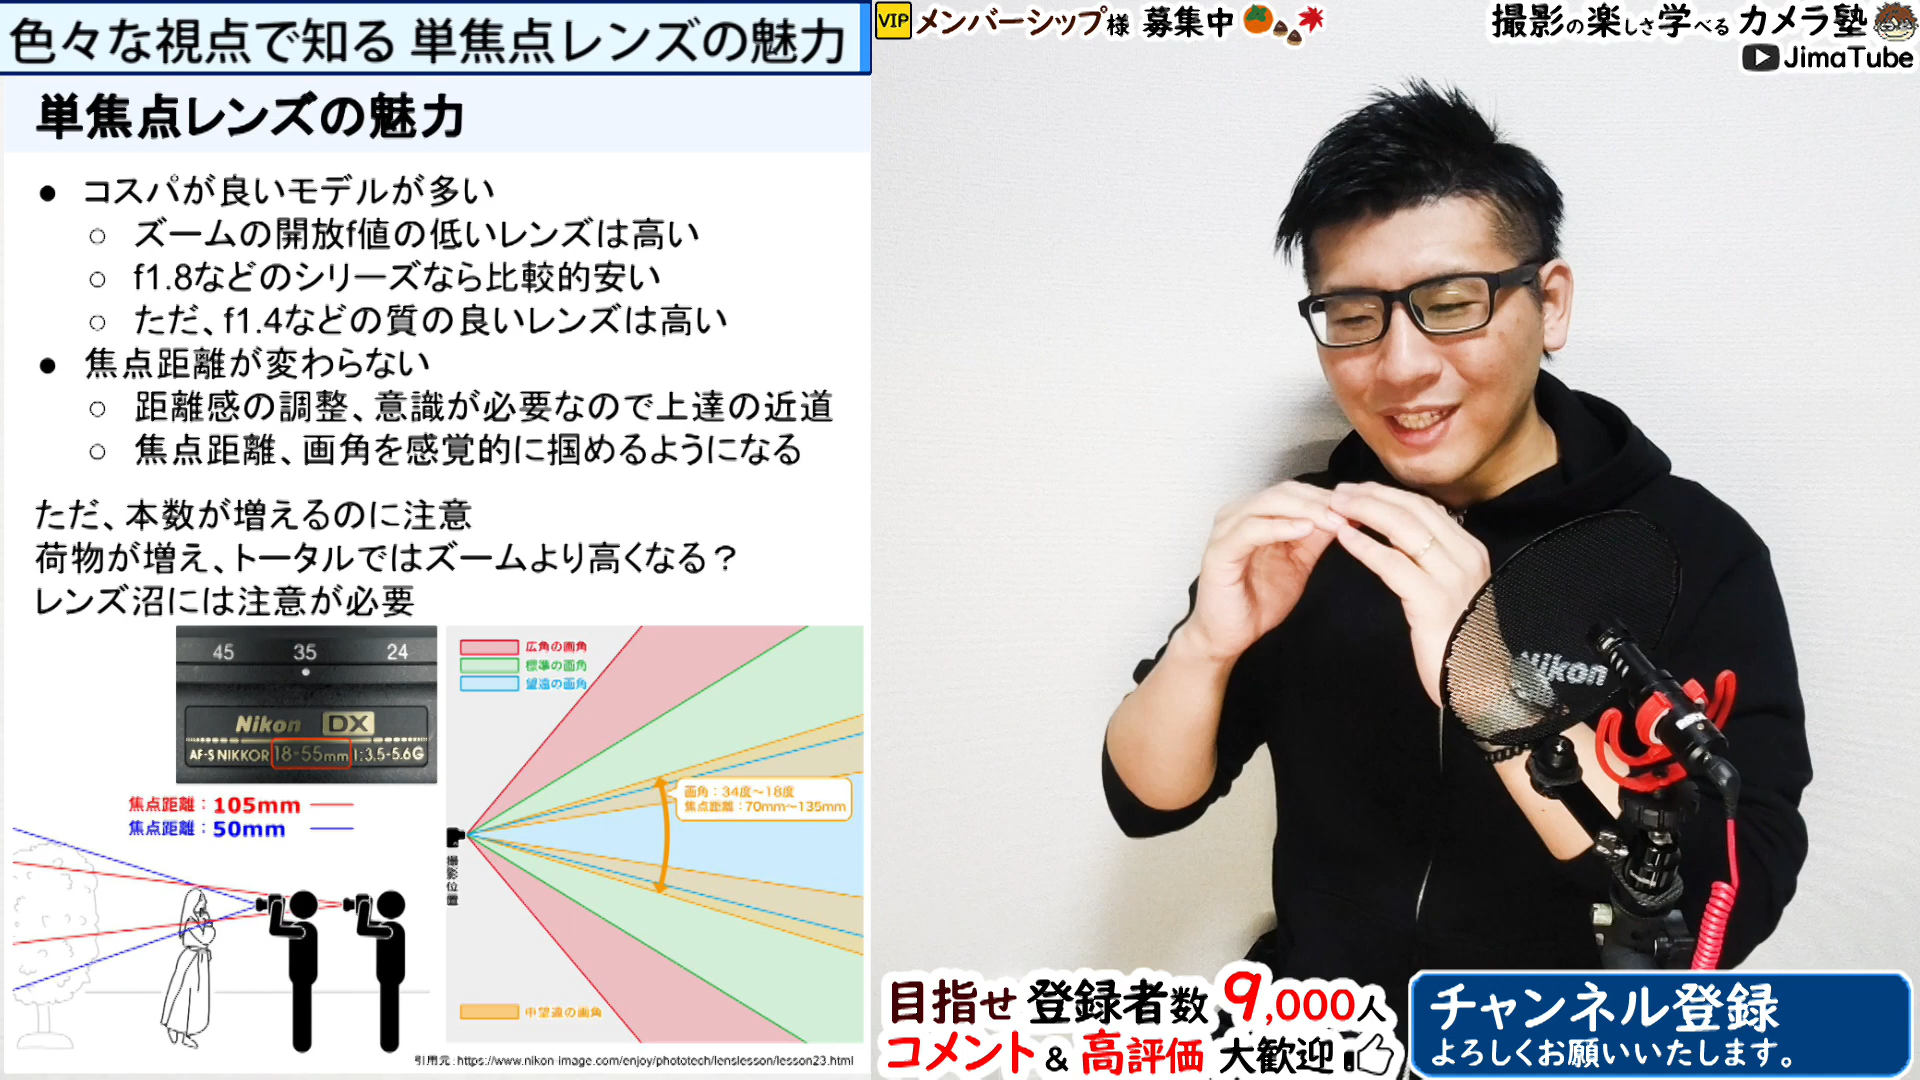 色々な視点で知る 単焦点レンズの魅力
VIP メンバーシップ様 募集中
撮影の楽しさ学べる カメラ塾
JimaTube
単焦点レンズの魅力
● コスパが良いモデルが多い
○ ズームの開放f値の低いレンズは高い
○ f1.8などのシリーズなら比較的安い
○ ただ、f1.4などの質の良いレンズは高い
● 焦点距離が変わらない
○ 距離感の調整、意識が必要なので上達の近道
○ 焦点距離、画角を感覚的に掴めるようになる
ただ、本数が増えるのに注意
荷物が増え、トータルではズームより高くなる？
レンズ沼には注意が必要
45 35 24
Nikon DX
AF-S NIKKOR 18-55mm 1:3.5-5.6G
焦点距離：105mm
焦点距離：50mm
広角の画角
標準の画角
望遠の画角
画角：34度～18度
焦点距離：70mm～135mm
撮影位置
中望遠の画角
引用元：https://www.nikon-image.com/enjoy/phototech/lenslesson/lesson23.html
Nikon
目指せ 登録者数 9,000人
コメント & 高評価 大歓迎
チャンネル登録
よろしくお願いいたします。